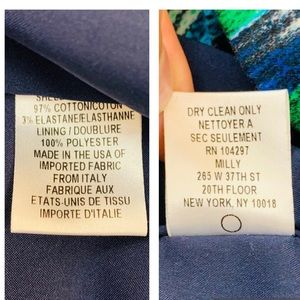 SHELL
97% COTTON/COTON
3% ELASTANE/ELASTHANNE
LINING / DOUBLURE
100% POLYESTER
MADE IN THE USA OF
IMPORTED FABRIC
FROM ITALY
FABRIQUE AUX
ETATS-UNIS DE TISSU
IMPORTE D'ITALIE
DRY CLEAN ONLY
NETTOYER A
SEC SEULEMENT
RN 104297
MILLY
265 W 37TH ST
20TH FLOOR
NEW YORK, NY 10018